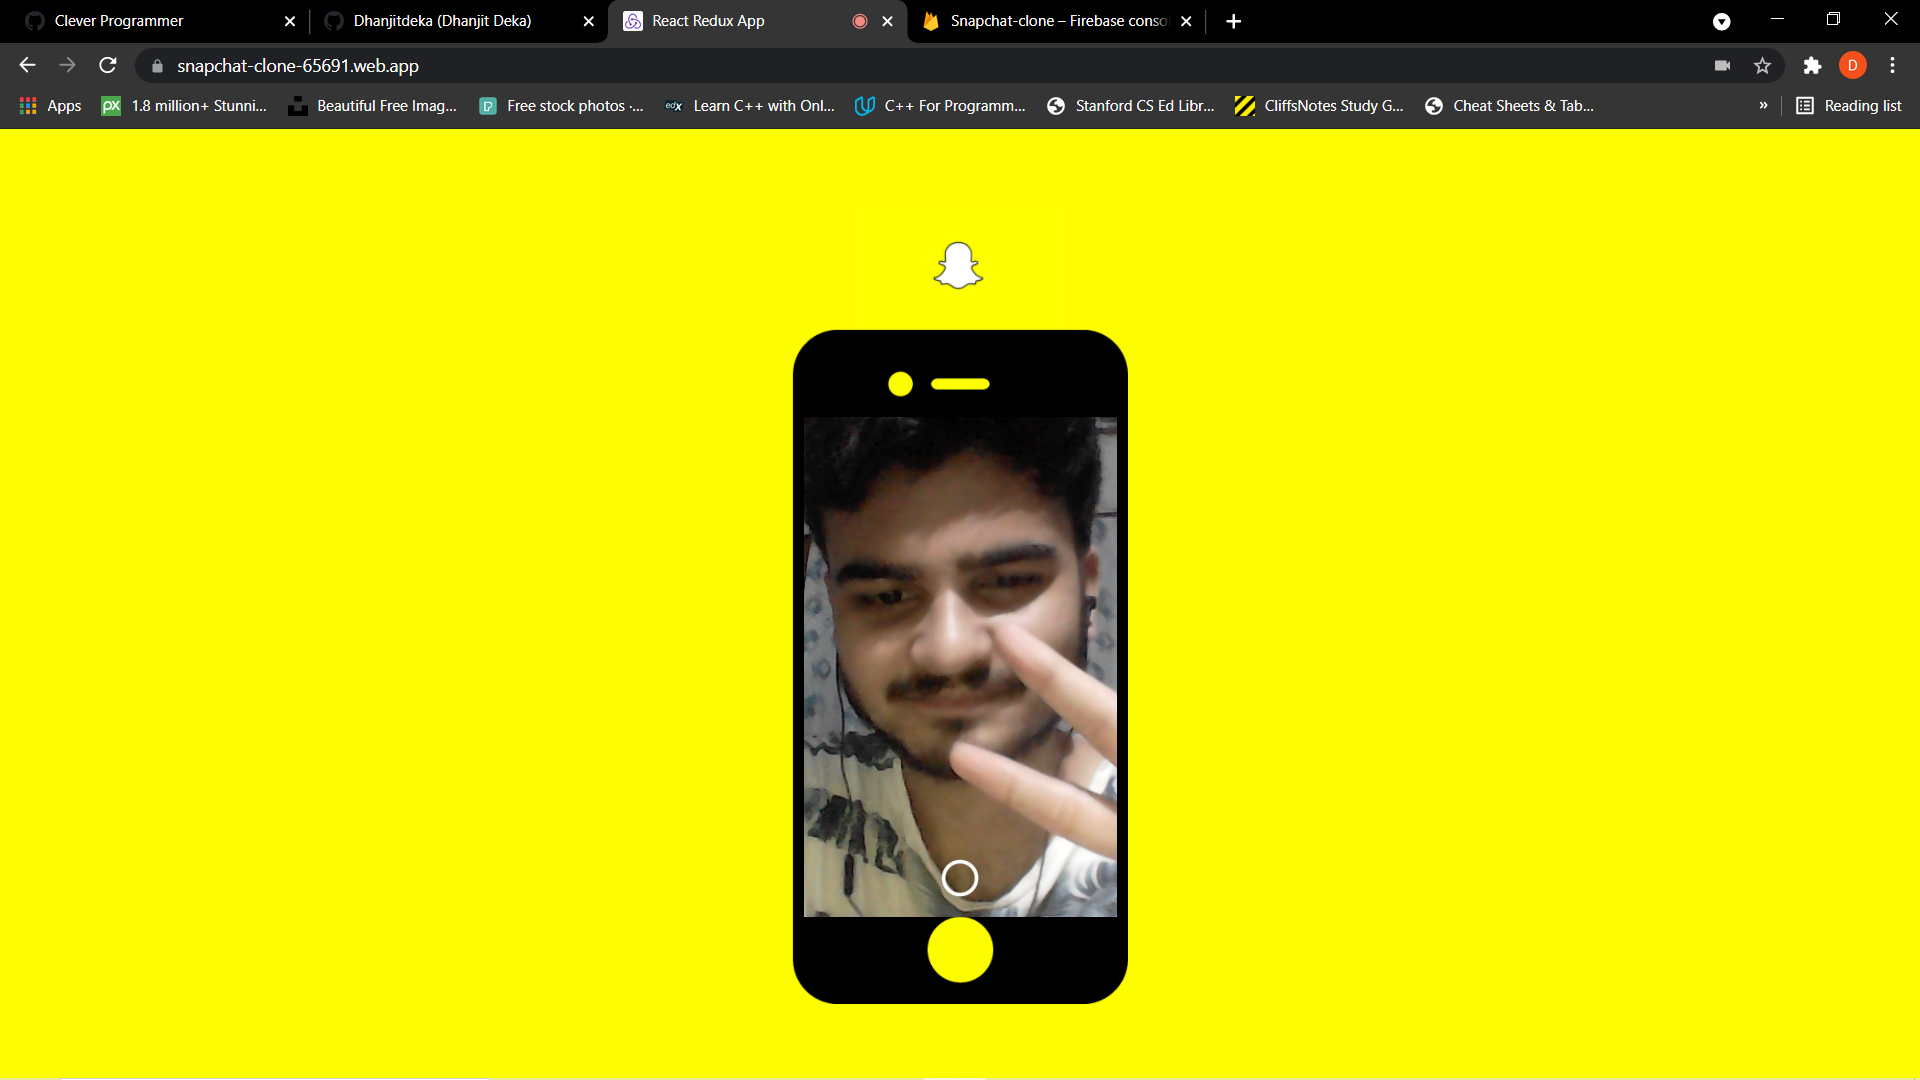 Clever Programmer
Dhanjitdeka (Dhanjit Deka)
React Redux App
Snapchat-clone – Firebase conso
snapchat-clone-65691.web.app
D
Apps
px
1.8 million+ Stunni...
Beautiful Free Imag...
Free stock photos ·...
edX
Learn C++ with Onl...
C++ For Programm...
Stanford CS Ed Libr...
CliffsNotes Study G...
Cheat Sheets & Tab...
»
Reading list